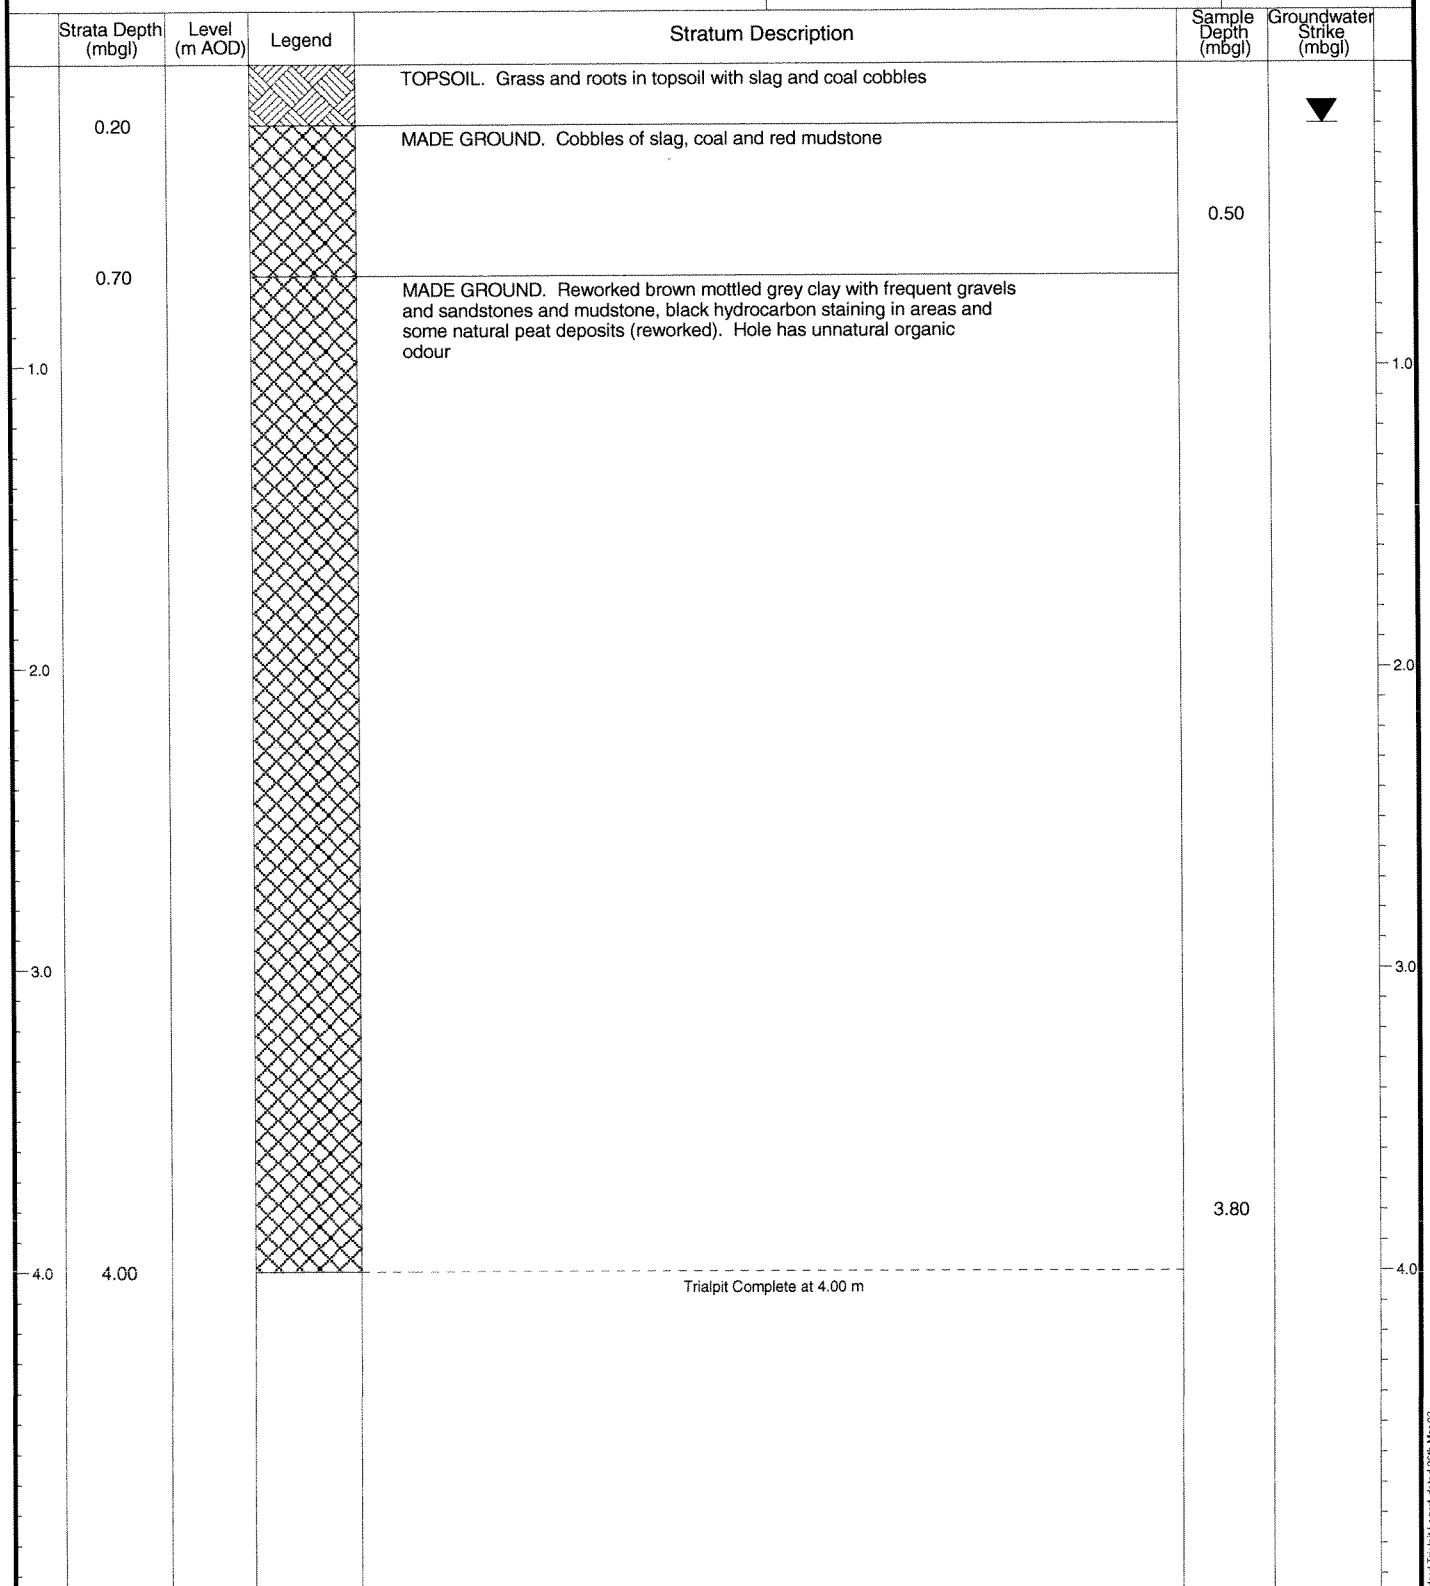 Strata Depth (mbgl)
Level (m AOD)
Legend
Stratum Description
Sample Depth (mbgl)
Groundwater Strike (mbgl)
TOPSOIL. Grass and roots in topsoil with slag and coal cobbles
0.20
MADE GROUND. Cobbles of slag, coal and red mudstone
0.50
0.70
MADE GROUND. Reworked brown mottled grey clay with frequent gravels
and sandstones and mudstone, black hydrocarbon staining in areas and
some natural peat deposits (reworked). Hole has unnatural organic
odour
1.0
1.0
2.0
2.0
3.0
3.0
3.80
4.0
4.00
4.0
Trialpit Complete at 4.00 m